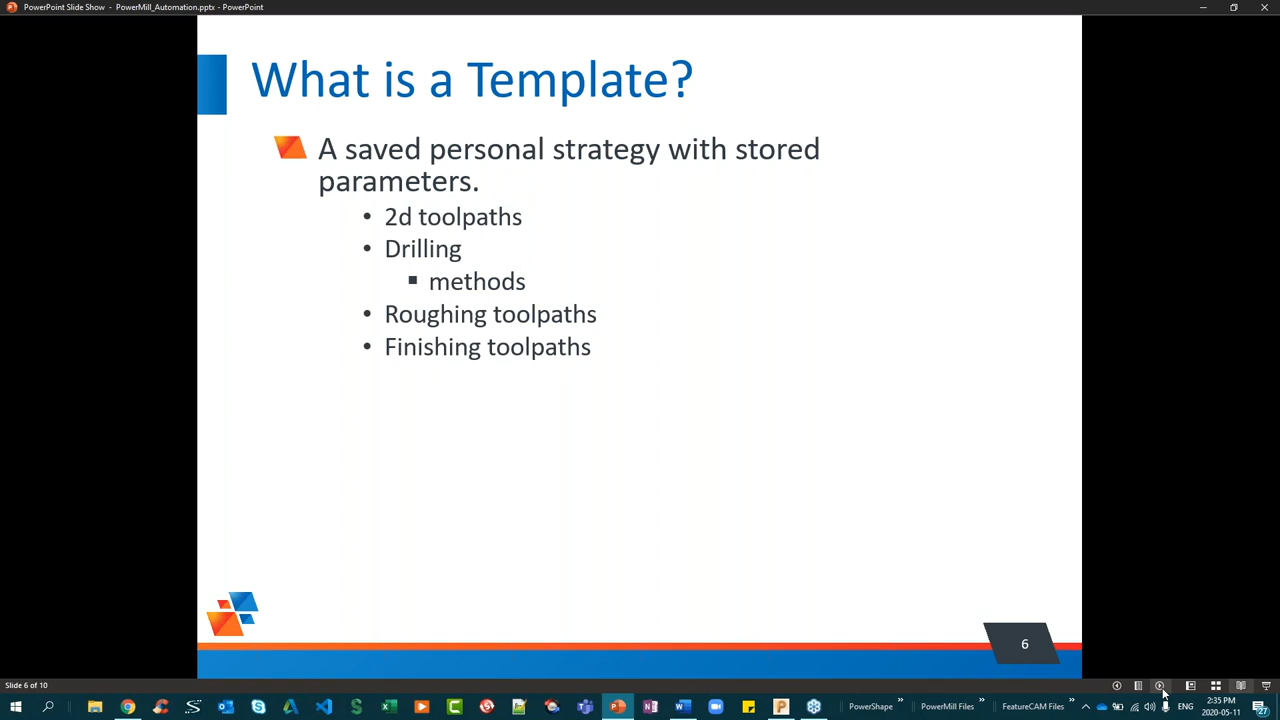 PowerPoint Slide Show - PowerMill_Automation.pptx - PowerPoint
What is a Template?
A saved personal strategy with stored
parameters.
• 2d toolpaths
• Drilling
▪ methods
• Roughing toolpaths
• Finishing toolpaths
6
Slide 6 of 10
PowerShape
PowerMill Files
FeatureCAM Files
ENG
2:35 PM
2020-05-11
27